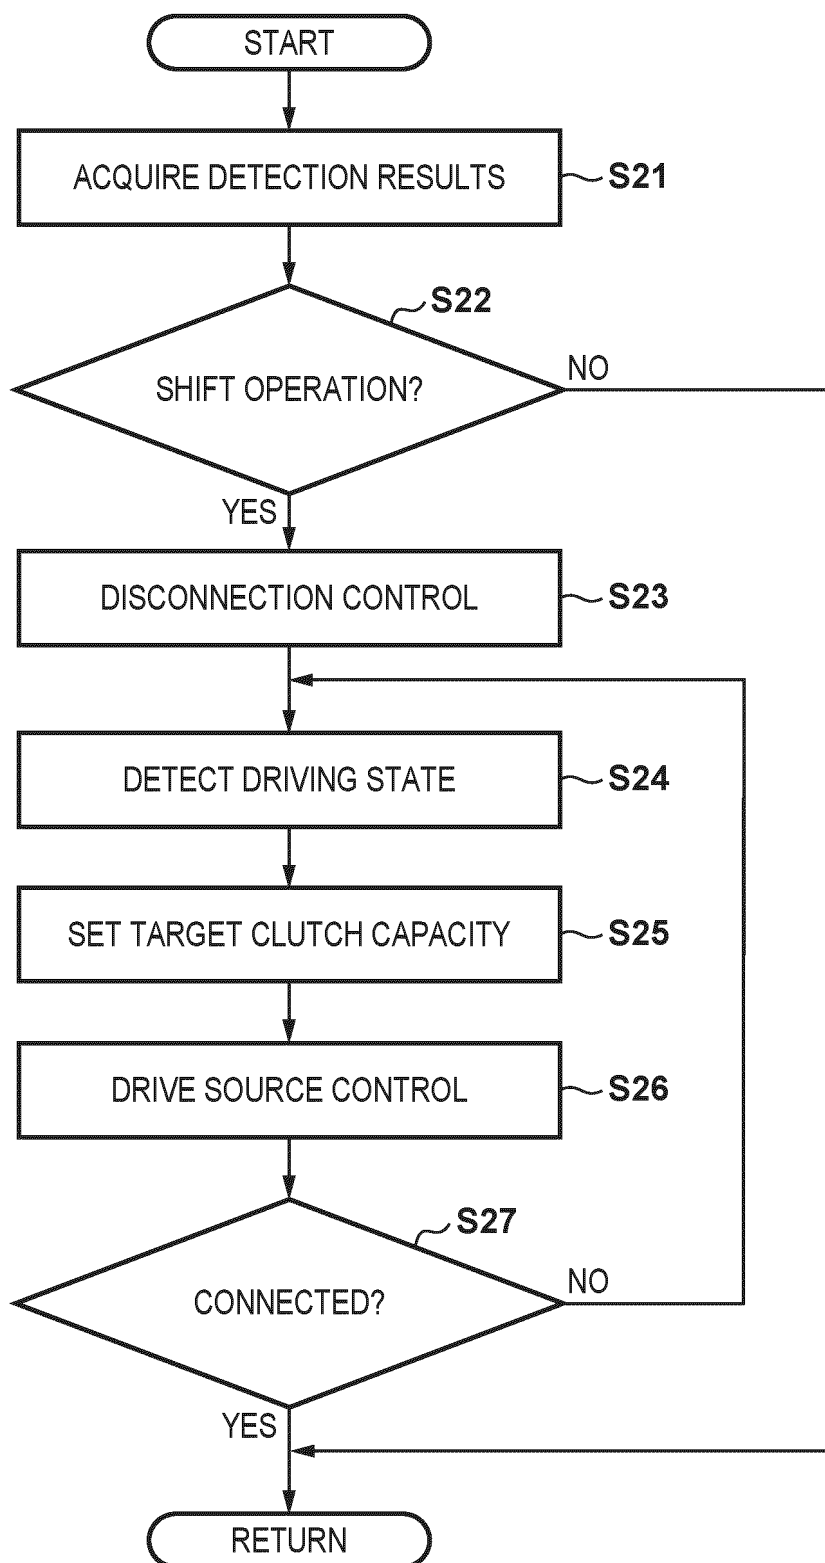 START
ACQUIRE DETECTION RESULTS
S21
S22
SHIFT OPERATION?
NO
YES
DISCONNECTION CONTROL
S23
DETECT DRIVING STATE
S24
SET TARGET CLUTCH CAPACITY
S25
DRIVE SOURCE CONTROL
S26
S27
CONNECTED?
NO
YES
RETURN